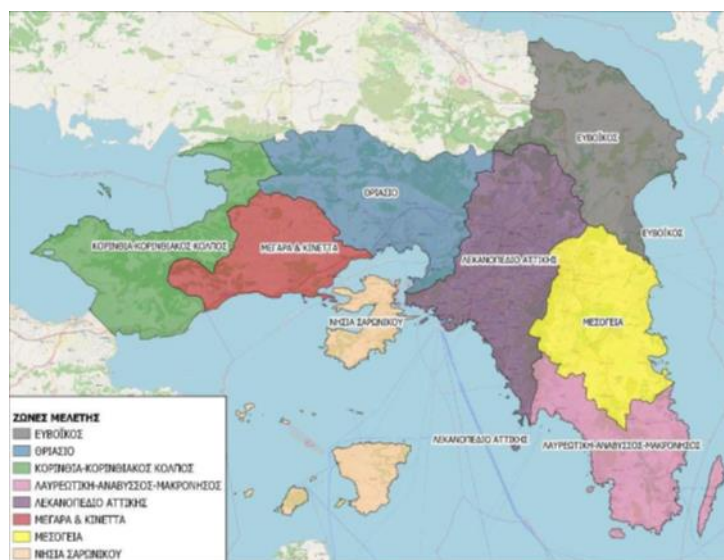 ΕΥΒΟΪΚΟΣ
ΘΡΙΑΣΙΟ
ΕΥΒΟΪΚΟΣ
ΚΟΡΙΝΘΙΑ-ΚΟΡΙΝΘΙΑΚΟΣ ΚΟΛΠΟΣ
ΜΕΓΑΡΑ & ΚΙΝΕΤΤΑ
ΛΕΚΑΝΟΠΕΔΙΟ ΑΤΤΙΚΗΣ
ΝΗΣΙΑ ΣΑΡΩΝΙΚΟΥ
ΜΕΣΟΓΕΙΑ
ΛΕΚΑΝΟΠΕΔΙΟ ΑΤΤΙΚΗΣ
ΛΑΥΡΕΩΤΙΚΗ-ΑΝΑΒΥΣΣΟΣ-ΜΑΚΡΟΝΗΣΟΣ
ΖΩΝΕΣ ΜΕΛΕΤΗΣ
ΕΥΒΟΪΚΟΣ
ΘΡΙΑΣΙΟ
ΚΟΡΙΝΘΙΑ-ΚΟΡΙΝΘΙΑΚΟΣ ΚΟΛΠΟΣ
ΛΑΥΡΕΩΤΙΚΗ-ΑΝΑΒΥΣΣΟΣ-ΜΑΚΡΟΝΗΣΟΣ
ΛΕΚΑΝΟΠΕΔΙΟ ΑΤΤΙΚΗΣ
ΜΕΓΑΡΑ & ΚΙΝΕΤΤΑ
ΜΕΣΟΓΕΙΑ
ΝΗΣΙΑ ΣΑΡΩΝΙΚΟΥ